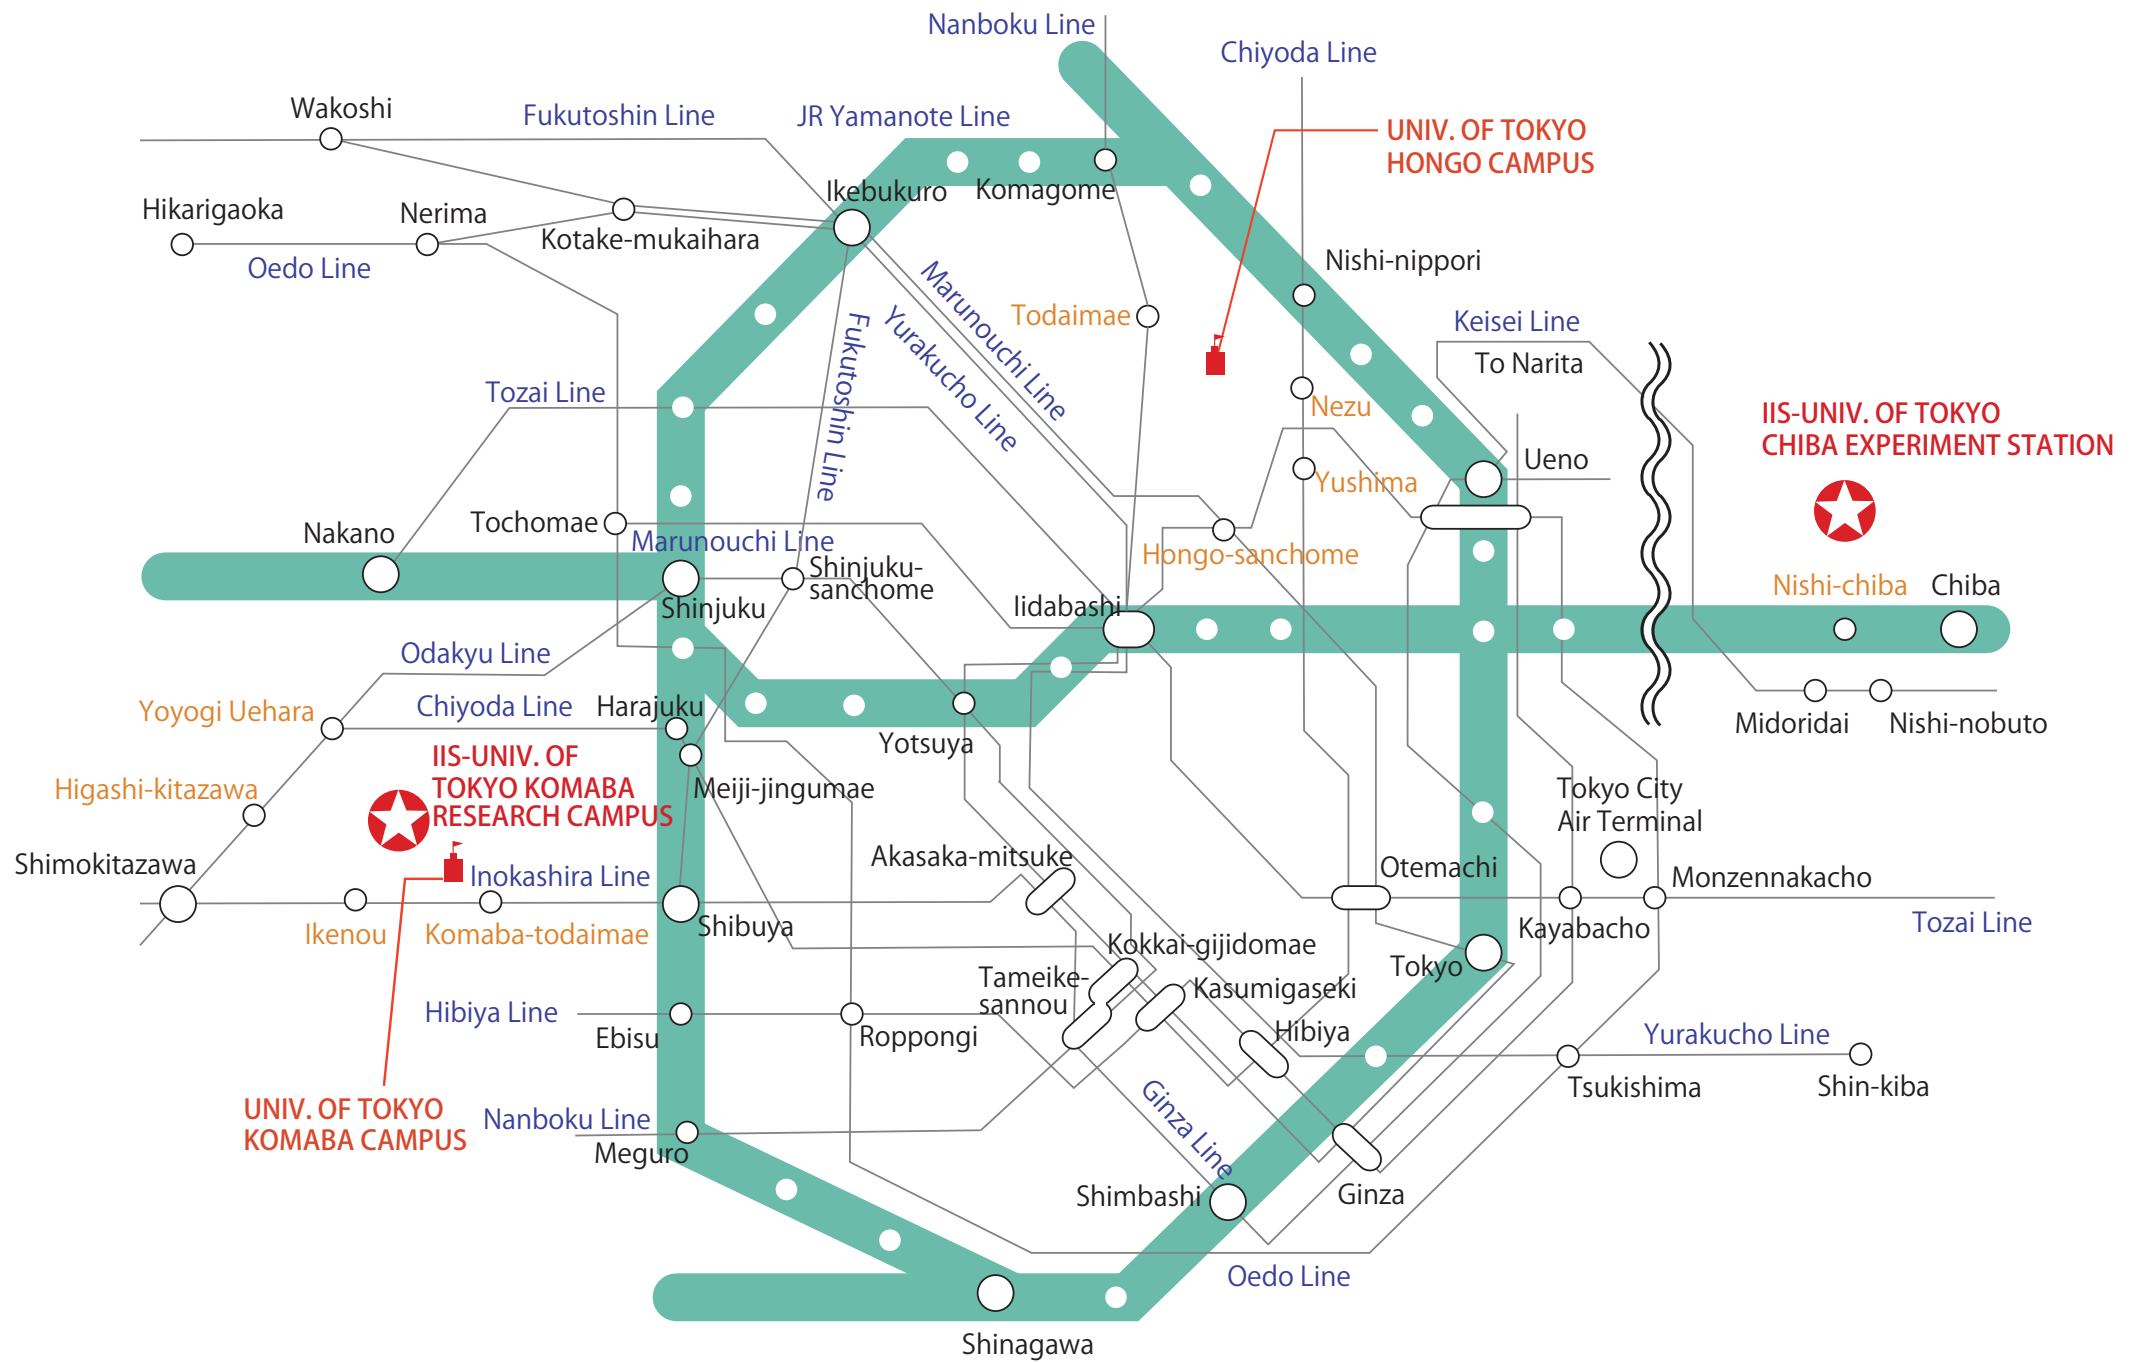 Nanboku Line
Chiyoda Line
Wakoshi
Fukutoshin Line
JR Yamanote Line
UNIV. OF TOKYO
HONGO CAMPUS
Ikebukuro
Komagome
Hikarigaoka
Nerima
Kotake-mukaihara
Oedo Line
Nishi-nippori
Marunouchi Line
Yurakucho Line
Fukutoshin Line
Todaimae
Keisei Line
To Narita
Tozai Line
Nezu
IIS-UNIV. OF TOKYO
CHIBA EXPERIMENT STATION
Ueno
Yushima
Nakano
Tochomae
Marunouchi Line
Shinjuku-
sanchome
Hongo-sanchome
Nishi-chiba
Chiba
Shinjuku
Iidabashi
Odakyu Line
Yoyogi Uehara
Chiyoda Line
Harajuku
Yotsuya
Midoridai
Nishi-nobuto
IIS-UNIV. OF
TOKYO KOMABA
RESEARCH CAMPUS
Higashi-kitazawa
Meiji-jingumae
Tokyo City
Air Terminal
Shimokitazawa
Akasaka-mitsuke
Inokashira Line
Otemachi
Monzennakacho
Ikenou
Komaba-todaimae
Shibuya
Kayabacho
Tozai Line
Kokkai-gijidomae
Tokyo
Tameike-
sannou
Kasumigaseki
Hibiya Line
Ebisu
Roppongi
Hibiya
Yurakucho Line
Tsukishima
Shin-kiba
UNIV. OF TOKYO
KOMABA CAMPUS
Nanboku Line
Meguro
Ginza Line
Shimbashi
Ginza
Oedo Line
Shinagawa